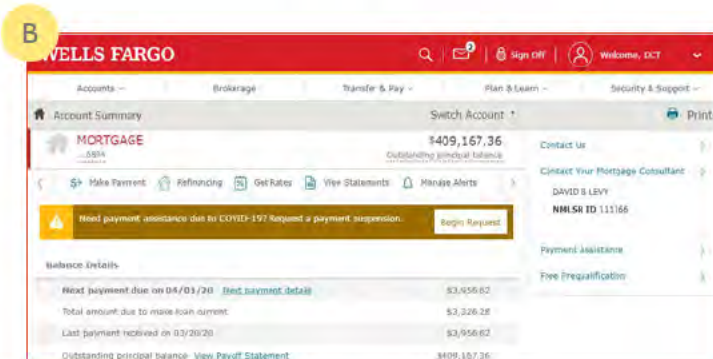 B
WELLS FARGO
2
Sign Off
Welcome, DCT
Accounts
Brokerage
Transfer & Pay
Plan & Learn
Security & Support
Account Summary
Switch Account
Print
MORTGAGE
...5894
$409,167.36
Outstanding principal balance
Make Payment
Refinancing
Get Rates
View Statements
Manage Alerts
Need payment assistance due to COVID-19? Request a payment suspension.
Begin Request
Contact Us
Contact Your Mortgage Consultant
DAVID B LEVY
NMLSR ID 111166
Payment Assistance
Free Prequalification
Balance Details
Next payment due on 04/01/20 Next payment details
$3,956.62
Total amount due to make loan current
$3,326.28
Last payment received on 03/20/20
$3,956.62
Outstanding principal balance View Payoff Statement
$409,167.36